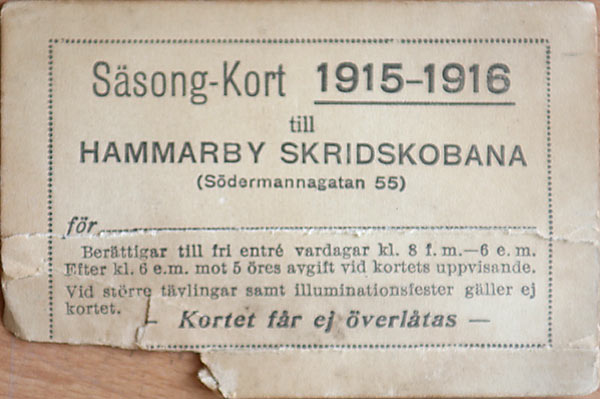 Säsong-Kort 1915-1916
till
HAMMARBY SKRIDSKOBANA
(Södermannagatan 55)
för
Berättigar till fri entré vardagar kl. 8 f. m.—6 e. m.
Efter kl. 6 e.m. mot 5 öres avgift vid kortets uppvisande.
Vid större tävlingar samt illuminationsfester gäller ej
kortet.
— Kortet får ej överlåtas —